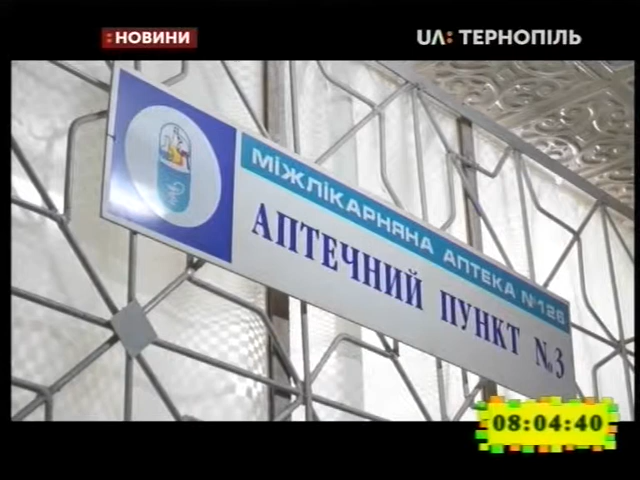 :НОВИНИ
UA: ТЕРНОПІЛЬ
МІЖЛІКАРНЯНА АПТЕКА №126
АПТЕЧНИЙ ПУНКТ №3
08:04:40